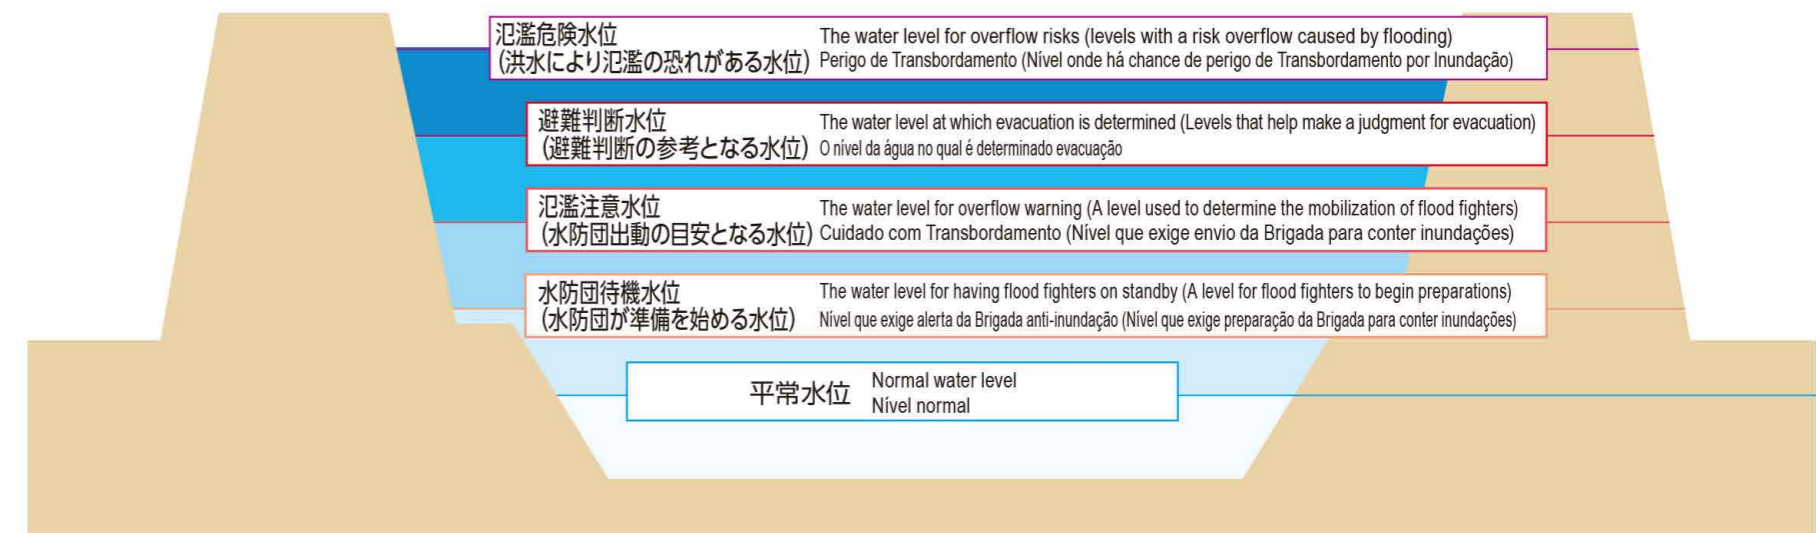 氾濫危険水位
(洪水により氾濫の恐れがある水位)
The water level for overflow risks (levels with a risk overflow caused by flooding)
Perigo de Transbordamento (Nível onde há chance de perigo de Transbordamento por Inundação)
避難判断水位
(避難判断の参考となる水位)
The water level at which evacuation is determined (Levels that help make a judgment for evacuation)
O nível da água no qual é determinado evacuação
氾濫注意水位
(水防団出動の目安となる水位)
The water level for overflow warning (A level used to determine the mobilization of flood fighters)
Cuidado com Transbordamento (Nível que exige envio da Brigada para conter inundações)
水防団待機水位
(水防団が準備を始める水位)
The water level for having flood fighters on standby (A level for flood fighters to begin preparations)
Nível que exige alerta da Brigada anti-inundação (Nível que exige preparação da Brigada para conter inundações)
平常水位
Normal water level
Nível normal